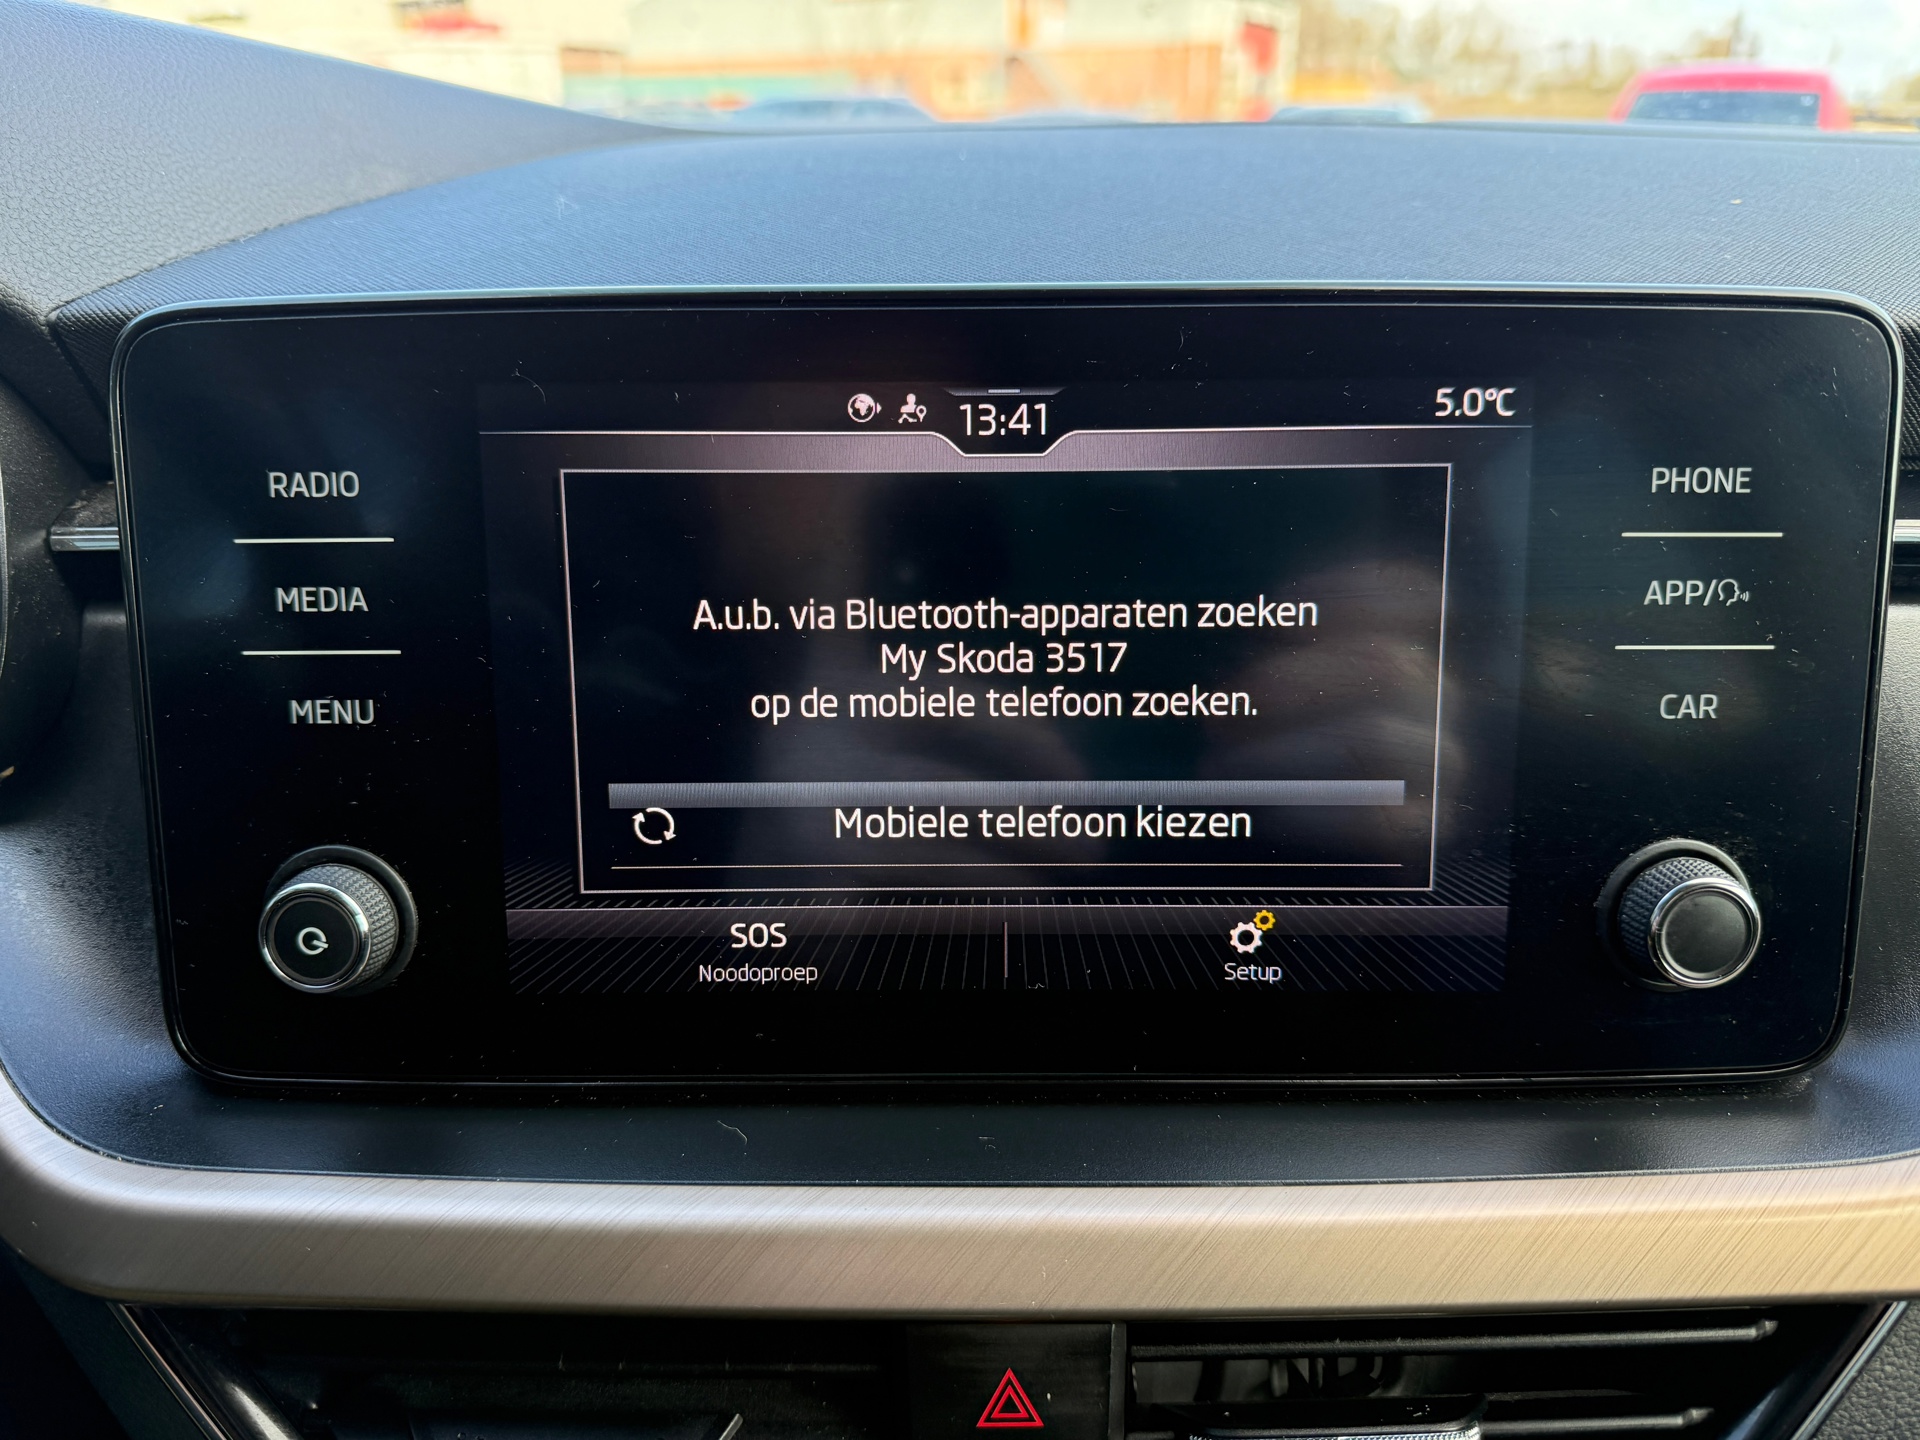 13:41
5.0°C
RADIO
MEDIA
MENU
PHONE
APP/
CAR
A.u.b. via Bluetooth-apparaten zoeken
My Skoda 3517
op de mobiele telefoon zoeken.
Mobiele telefoon kiezen
SOS
Noodoproep
Setup